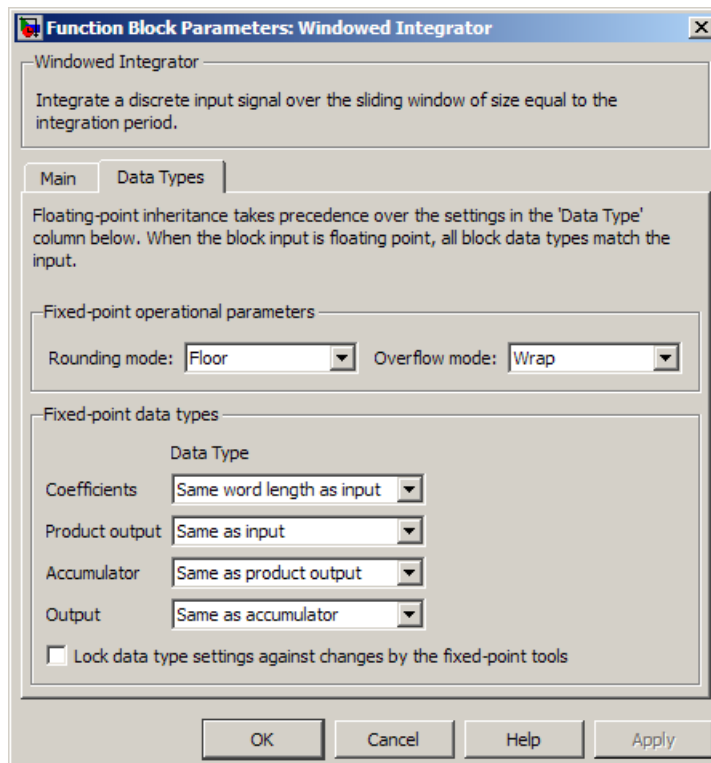 Function Block Parameters: Windowed Integrator
Windowed Integrator
Integrate a discrete input signal over the sliding window of size equal to the
integration period.
Main Data Types
Floating-point inheritance takes precedence over the settings in the 'Data Type'
column below. When the block input is floating point, all block data types match the
input.
Fixed-point operational parameters
Rounding mode: Floor Overflow mode: Wrap
Fixed-point data types
Data Type
Coefficients Same word length as input
Product output Same as input
Accumulator Same as product output
Output Same as accumulator
Lock data type settings against changes by the fixed-point tools
OK Cancel Help Apply